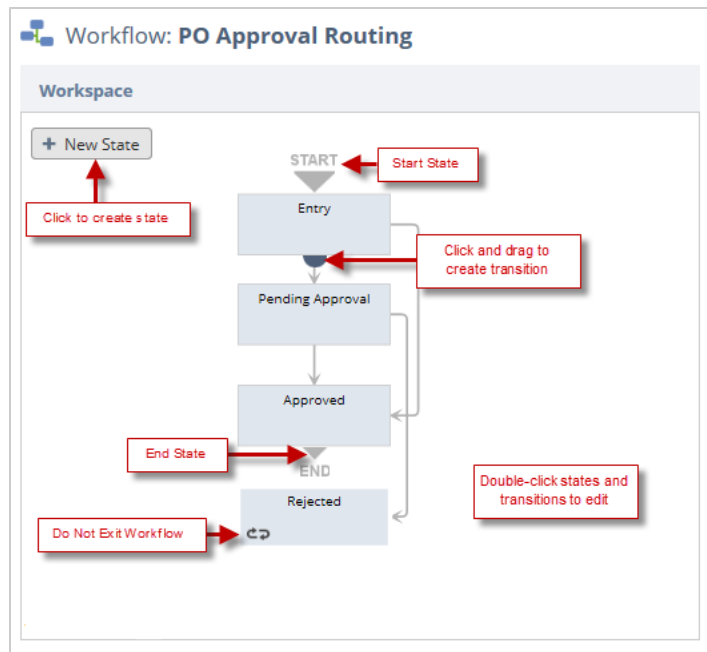 Workflow: PO Approval Routing
Workspace
+ New State
START
Start State
Click to create state
Entry
Click and drag to
create transition
Pending Approval
Approved
End State
END
Double-click states and
transitions to edit
Rejected
Do Not Exit Workflow